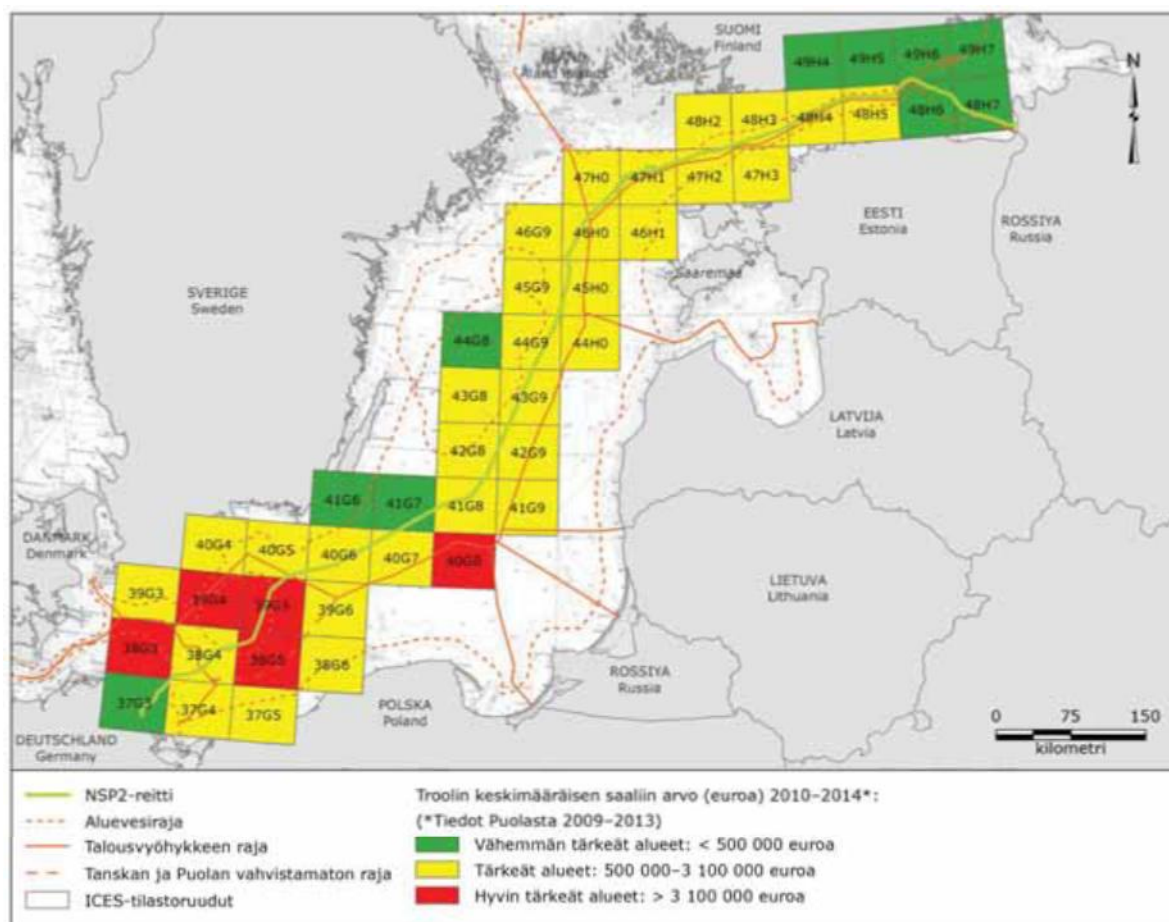 SUOMI
Finland
Åland Islands
49H4 49H5 49H6 49H7
N
48H2 48H3 48H4 48H5 48H6 48H7
47H0 47H1 47H2 47H3
EESTI
Estonia
ROSSIYA
Russia
46G9 46H0 46H1
Saaremaa
SVERIGE
Sweden
45G9 45H0
44G8 44G9 44H0
43G8 43G9
LATVIJA
Latvia
42G8 42G9
41G6 41G7 41G8 41G9
DANMARK
Denmark
40G4 40G5 40G6 40G7 40G8
LIETUVA
Lithuania
39G3 39G4 39G5 39G6
38G3 38G4 38G5 38G6
ROSSIYA
Russia
37G3 37G4 37G5
POLSKA
Poland
DEUTSCHLAND
Germany
0 75 150
kilometri
NSP2-reitti
Aluevesiraja
Talousvyöhykkeen raja
Tanskan ja Puolan vahvistamaton raja
ICES-tilastoruudut
Troolin keskimääräisen saaliin arvo (euroa) 2010–2014*:
(*Tiedot Puolasta 2009–2013)
Vähemmän tärkeät alueet: < 500 000 euroa
Tärkeät alueet: 500 000–3 100 000 euroa
Hyvin tärkeät alueet: > 3 100 000 euroa